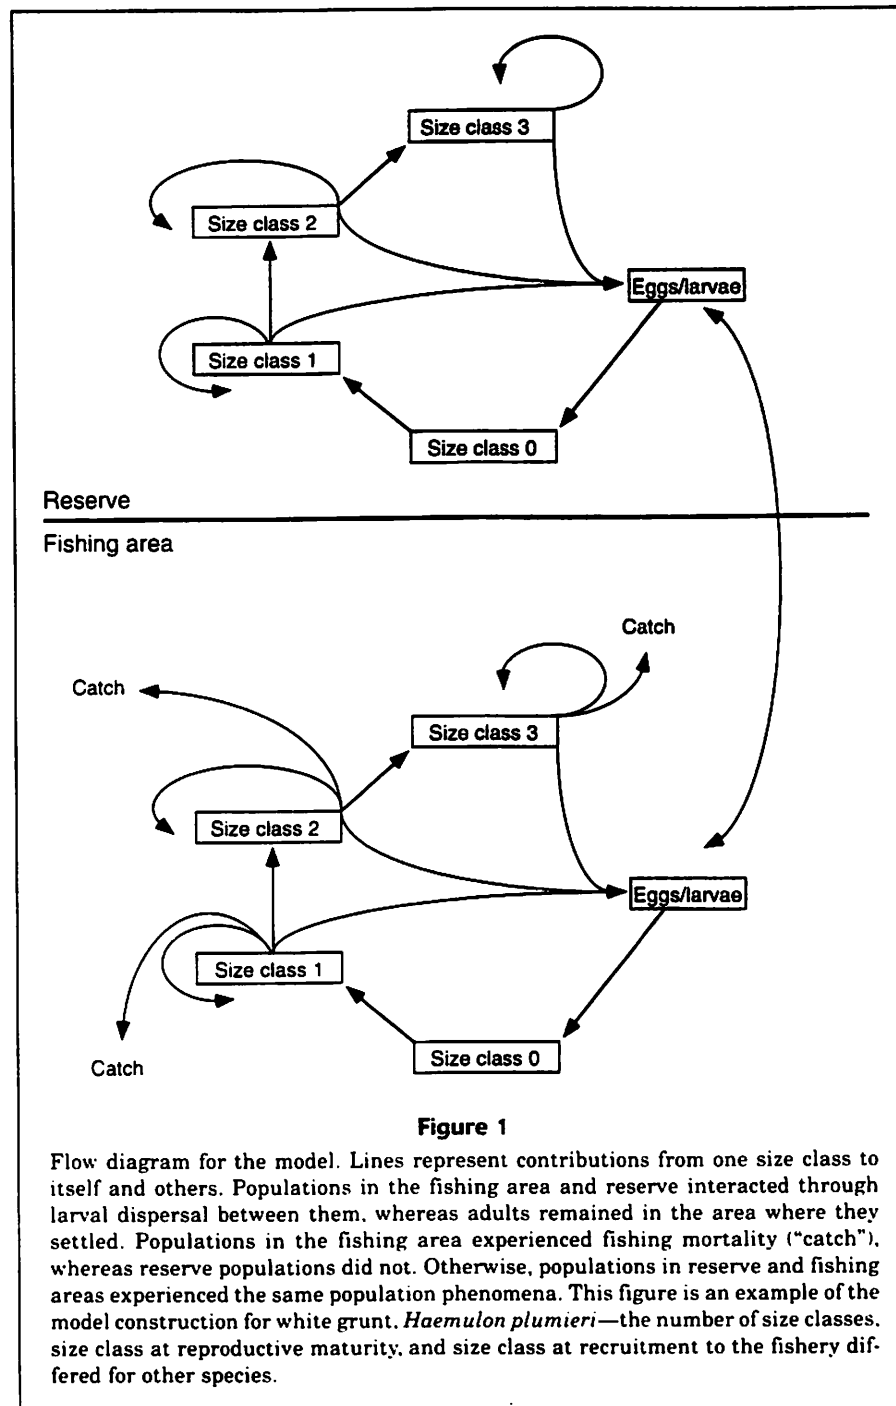 Size class 3
Size class 2
Eggs/larvae
Size class 1
Size class 0
Reserve
Fishing area
Catch
Catch
Size class 3
Size class 2
Eggs/larvae
Size class 1
Size class 0
Catch
Figure 1
Flow diagram for the model. Lines represent contributions from one size class to
itself and others. Populations in the fishing area and reserve interacted through
larval dispersal between them, whereas adults remained in the area where they
settled. Populations in the fishing area experienced fishing mortality ("catch"),
whereas reserve populations did not. Otherwise, populations in reserve and fishing
areas experienced the same population phenomena. This figure is an example of the
model construction for white grunt, Haemulon plumieri—the number of size classes,
size class at reproductive maturity, and size class at recruitment to the fishery dif-
fered for other species.